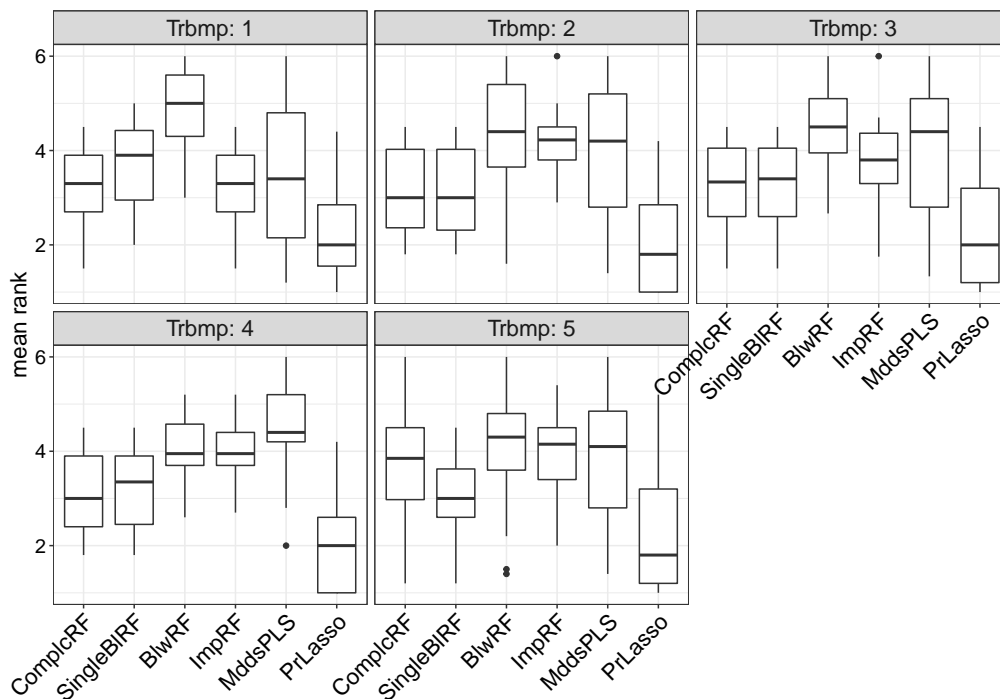 Trbmp: 1
Trbmp: 2
Trbmp: 3
6
4
2
mean rank
Trbmp: 4
Trbmp: 5
ComplcRF
SingleBlRF
BlwRF
ImpRF
MddsPLS
PrLasso
6
4
2
ComplcRF
SingleBlRF
BlwRF
ImpRF
MddsPLS
PrLasso
ComplcRF
SingleBlRF
BlwRF
ImpRF
MddsPLS
PrLasso